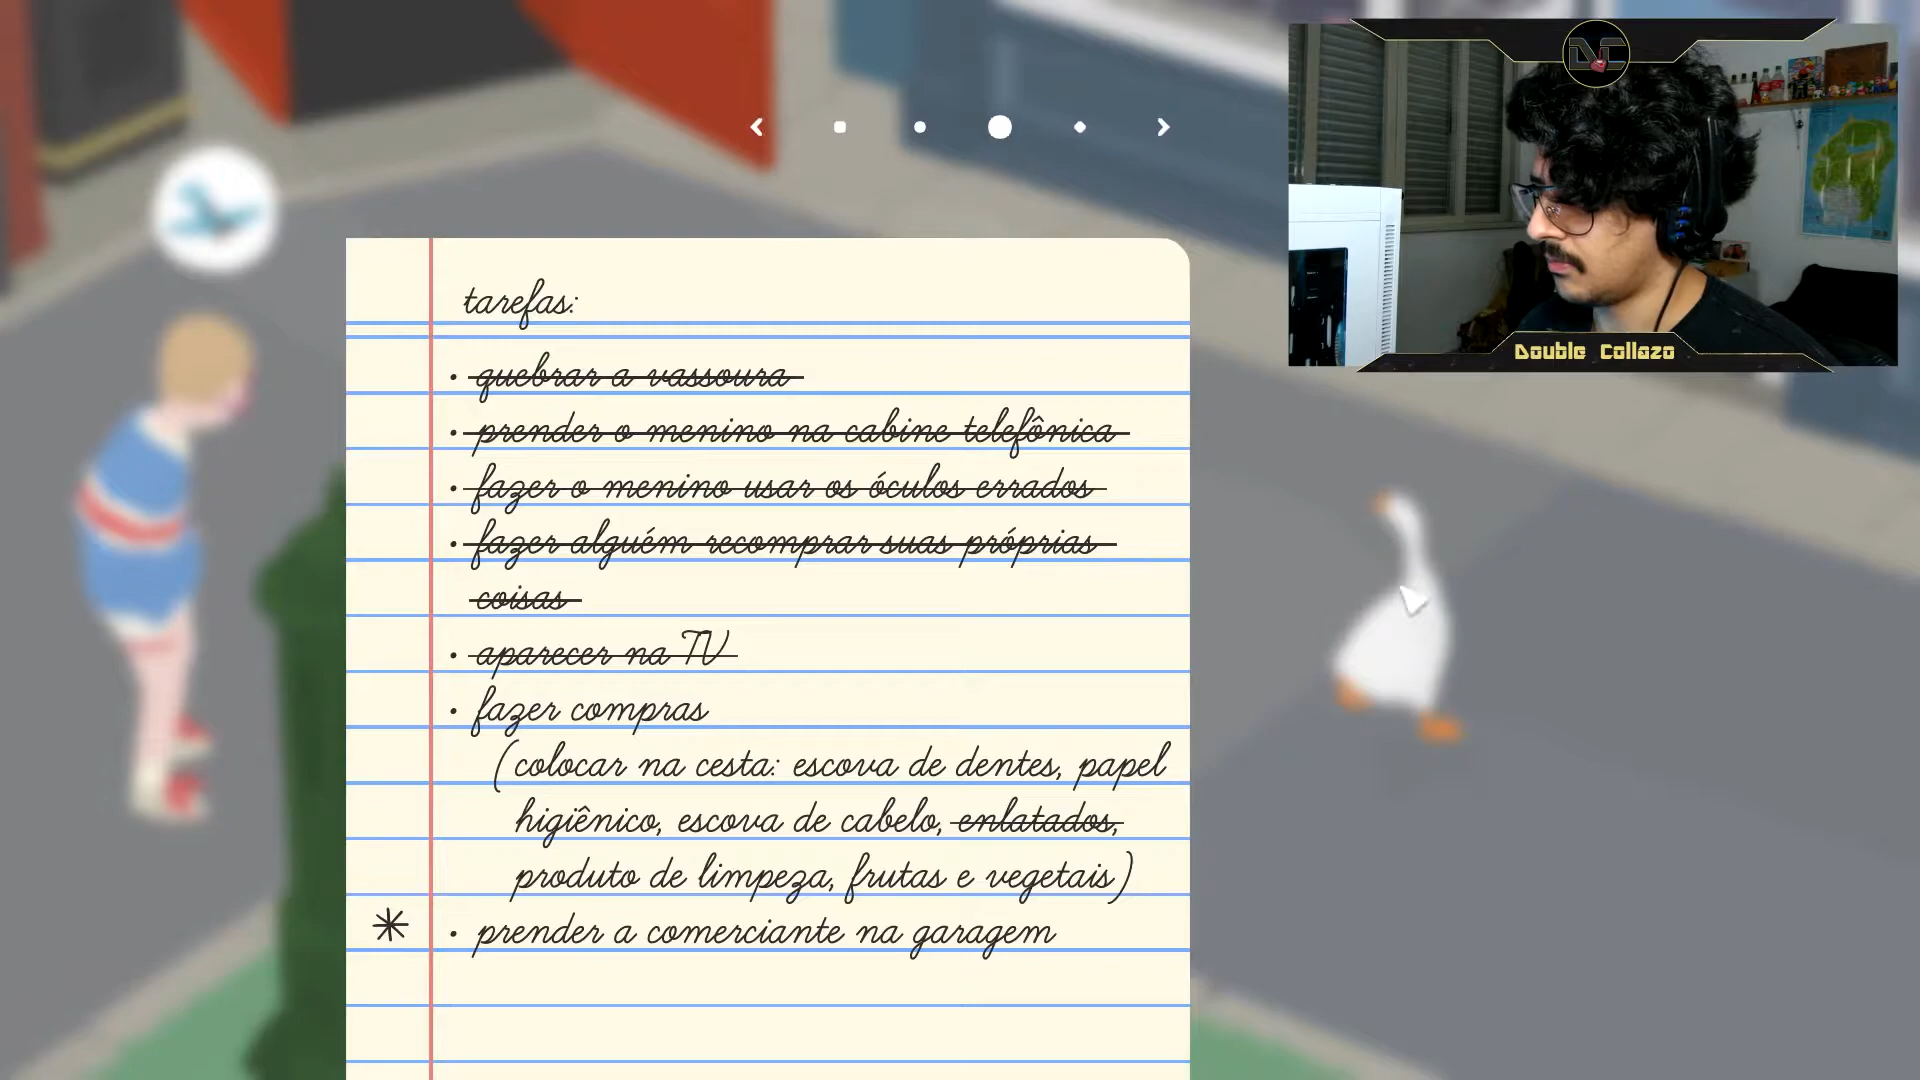 tarefas:
• quebrar a vassoura
• prender o menino na cabine telefônica
• fazer o menino usar os óculos errados
• fazer alguém recomprar suas próprias
coisas
• aparecer na TV
• fazer compras
(colocar na cesta: escova de dentes, papel
higiênico, escova de cabelo, enlatados,
produto de limpeza, frutas e vegetais)
* • prender a comerciante na garagem
DC
Double Collazo